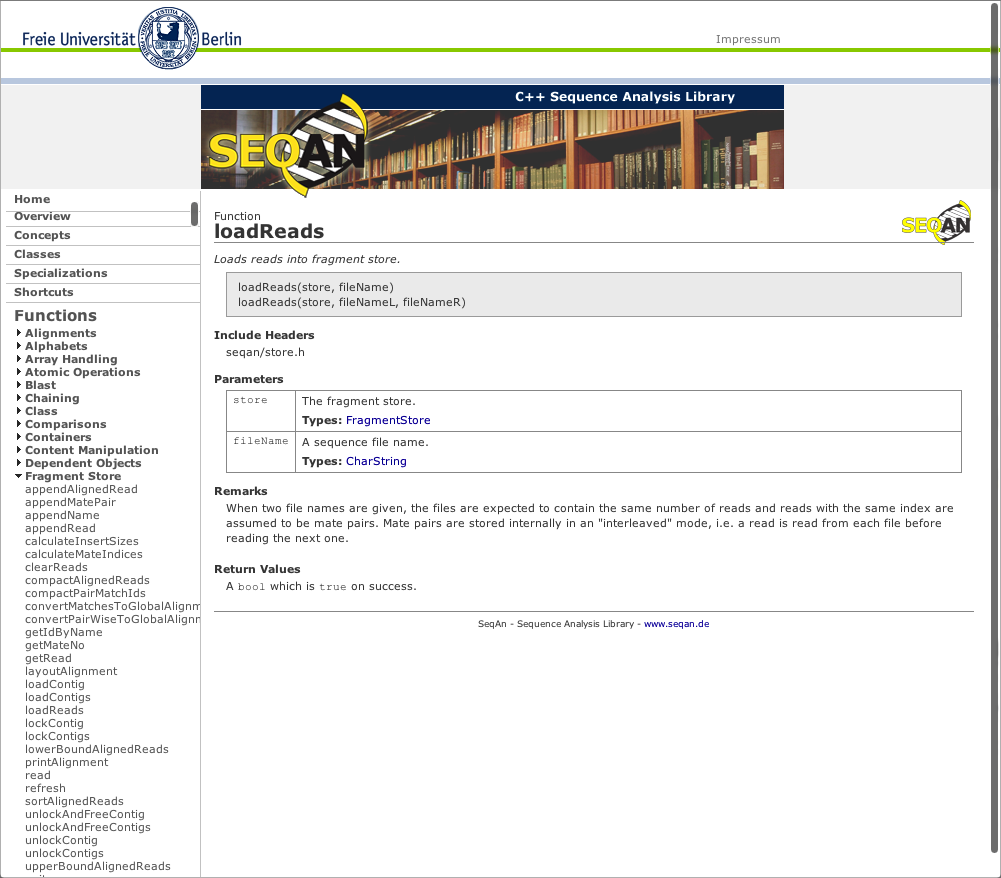 Freie Universität Berlin
Impressum
C++ Sequence Analysis Library
SEQAN
Home
Overview
Concepts
Classes
Specializations
Shortcuts
Functions
Alignments
Alphabets
Array Handling
Atomic Operations
Blast
Chaining
Class
Comparisons
Containers
Content Manipulation
Dependent Objects
Fragment Store
appendAlignedRead
appendMatePair
appendName
appendRead
calculateInsertSizes
calculateMateIndices
clearReads
compactAlignedReads
compactPairMatchIds
convertMatchesToGlobalAlignm
convertPairWiseToGlobalAlignn
getIdByName
getMateNo
getRead
layoutAlignment
loadContig
loadContigs
loadReads
lockContig
lockContigs
lowerBoundAlignedReads
printAlignment
read
refresh
sortAlignedReads
unlockAndFreeContig
unlockAndFreeContigs
unlockContig
unlockContigs
upperBoundAlignedReads
Function
loadReads
SEQAN
Loads reads into fragment store.
loadReads(store, fileName)
loadReads(store, fileNameL, fileNameR)
Include Headers
seqan/store.h
Parameters
store The fragment store.
Types: FragmentStore
fileName A sequence file name.
Types: CharString
Remarks
When two file names are given, the files are expected to contain the same number of reads and reads with the same index are
assumed to be mate pairs. Mate pairs are stored internally in an "interleaved" mode, i.e. a read is read from each file before
reading the next one.
Return Values
A bool which is true on success.
SeqAn - Sequence Analysis Library - www.seqan.de